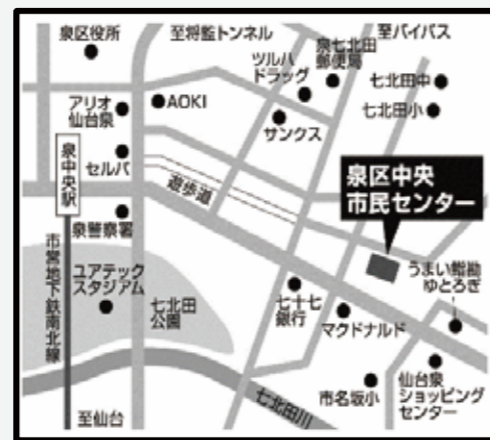 泉区役所
至将監トンネル
至バイパス
泉七北田
郵便局
ツルハ
ドラッグ
七北田中
アリオ
仙台泉
AOKI
七北田小
サンクス
泉中央駅
セルバ
遊歩道
泉区中央
市民センター
泉警察署
市営地下鉄南北線
ユアテック
スタジアム
七北田
公園
七十七
銀行
マクドナルド
うまい鮨勘
ゆとろぎ
市名坂小
仙台泉
ショッピング
センター
七北田川
至仙台